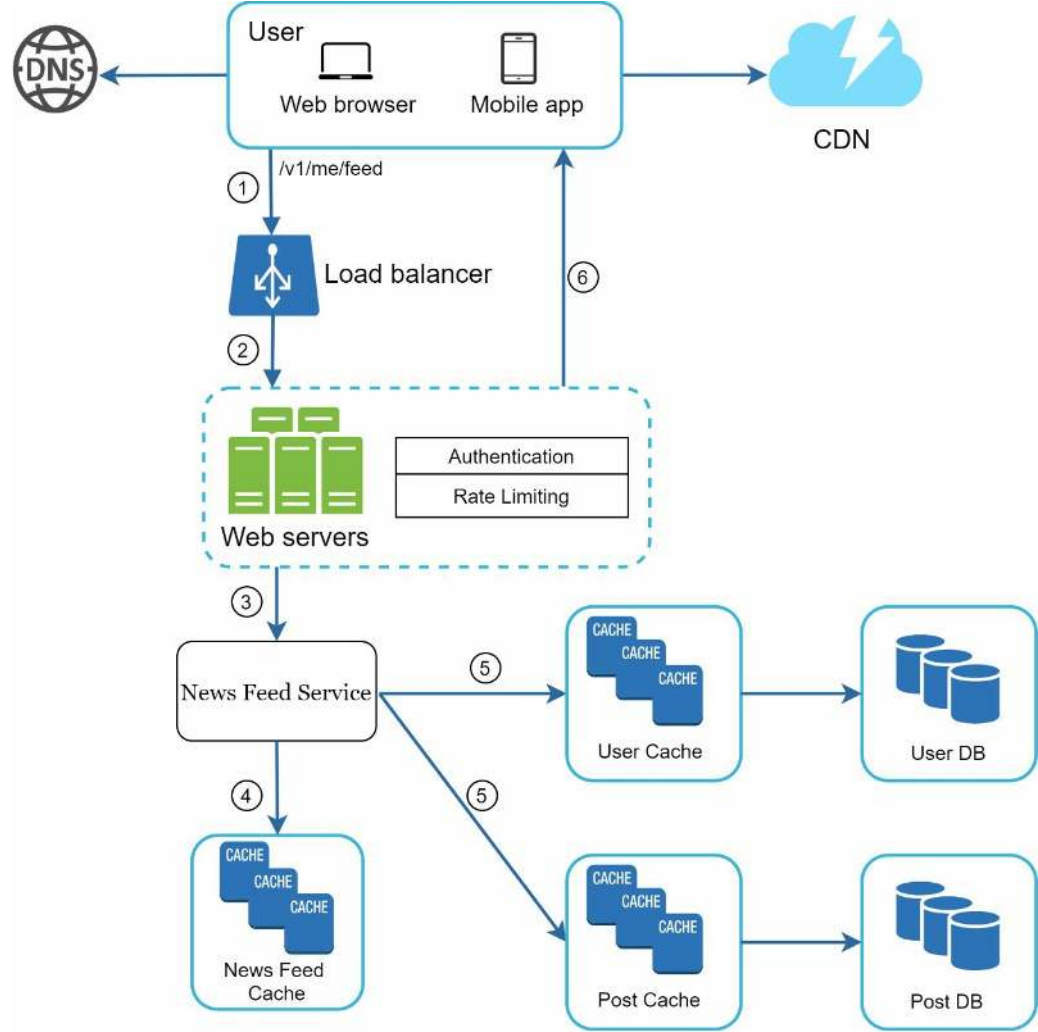 User
DNS
Web browser
Mobile app
CDN
/v1/me/feed
1
Load balancer
6
2
Authentication
Rate Limiting
Web servers
3
CACHE
CACHE
CACHE
User Cache
User DB
News Feed Service
5
4
5
CACHE
CACHE
CACHE
News Feed
Cache
CACHE
CACHE
CACHE
Post Cache
Post DB